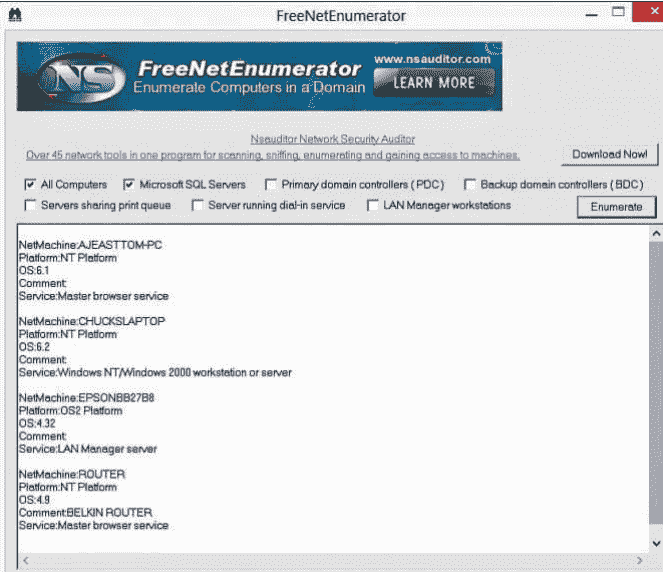 FreeNetEnumerator
NS
FreeNetEnumerator
Enumerate Computers in a Domain
www.nsauditor.com
LEARN MORE
Nsauditor Network Security Auditor
Over 45 network tools in one program for scanning, sniffing, enumerating and gaining access to machines.
Download Now!
All Computers Microsoft SQL Servers Primary domain controllers (PDC) Backup domain controllers (BDC)
Servers sharing print queue Server running dial-in service LAN Manager workstations Enumerate
NetMachine:AJEASTTOM-PC
Platform:NT Platform
OS:6.1
Comment:
Service:Master browser service
NetMachine:CHUCKSLAPTOP
Platform:NT Platform
OS:6.2
Comment:
Service:Windows NT/Windows 2000 workstation or server
NetMachine:EPSONBB27B8
Platform:OS2 Platform
OS:4.32
Comment:
Service:LAN Manager server
NetMachine:ROUTER
Platform:NT Platform
OS:4.9
Comment:BELKIN ROUTER
Service:Master browser service